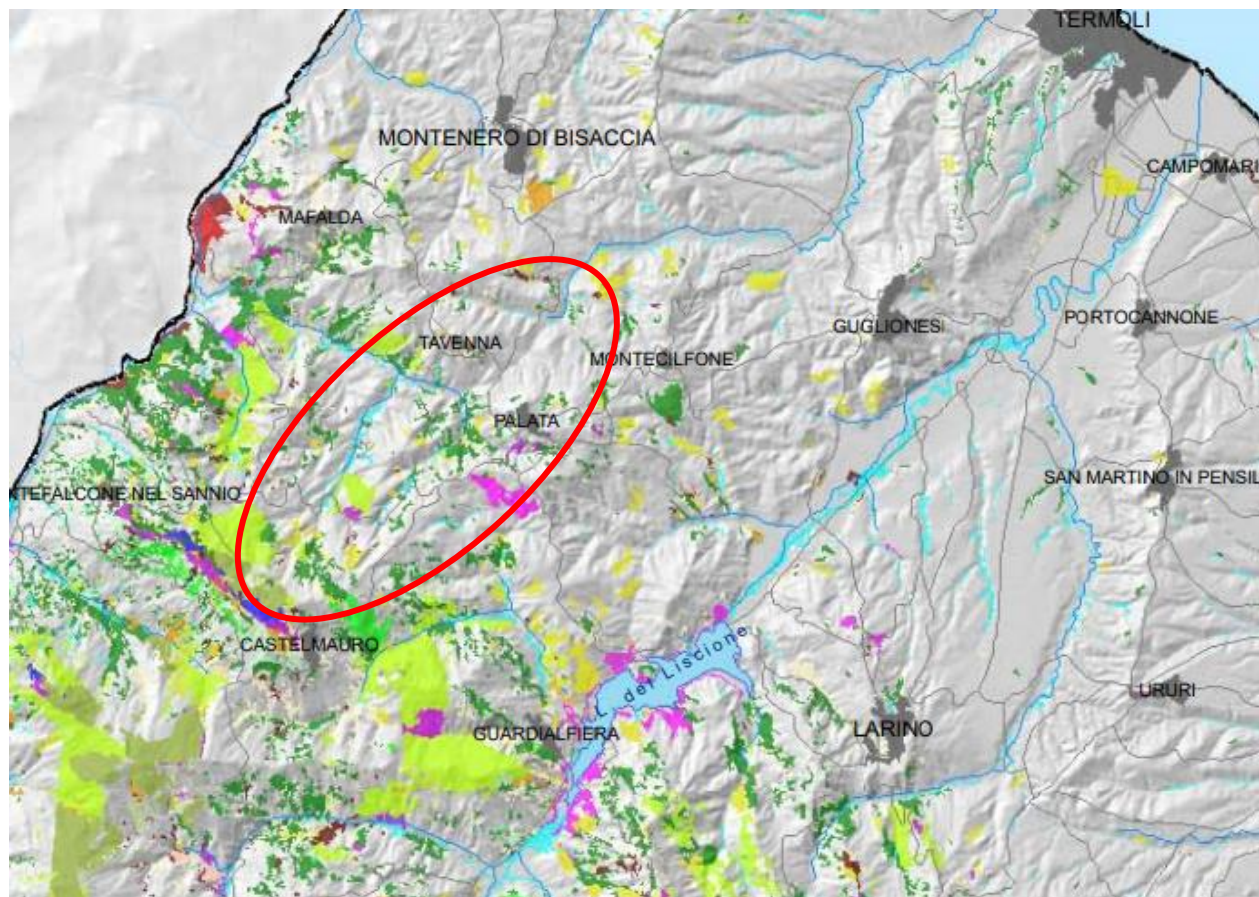 TERMOLI
MONTENERO DI BISACCIA
CAMPOMARI
MAFALDA
GUGLIONESI
PORTOCANNONE
TAVENNA
MONTECILFONE
PALATA
SAN MARTINO IN PENSIL
NTEFALCONE NEL SANNIO
CASTELMAURO
L. del Liscione
URURI
GUARDIALFIERA
LARINO